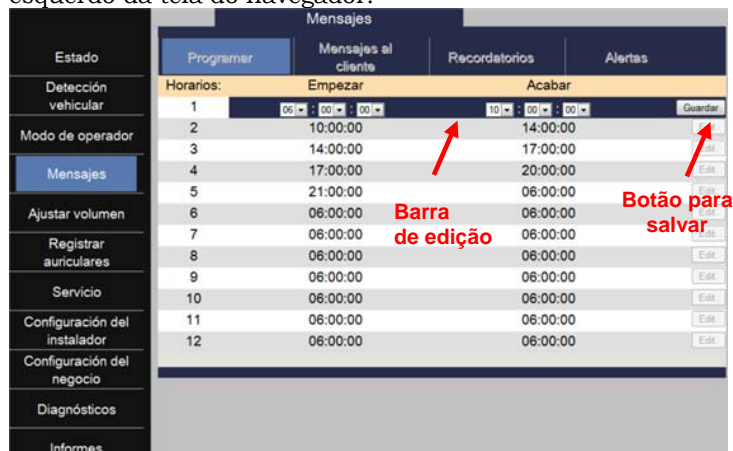 esquerdo da tela do navegador.
Mensajes
Estado
Programar
Mensajes al
cliente
Recordatorios
Alertas
Detección
vehicular
Horarios:
Empezar
Acabar
1
06 : 00 : 00
10 : 00 : 00
Guardar
Modo de operador
2
10:00:00
14:00:00
Edit.
3
14:00:00
17:00:00
Edit.
Mensajes
4
17:00:00
20:00:00
Edit.
5
21:00:00
06:00:00
Edit.
Ajustar volumen
6
06:00:00
06:00:00
Edit.
Barra
de edição
Botão para
salvar
Registrar
auriculares
7
06:00:00
06:00:00
Edit.
8
06:00:00
06:00:00
Edit.
9
06:00:00
06:00:00
Edit.
Servicio
10
06:00:00
06:00:00
Edit.
Configuración del
instalador
11
06:00:00
06:00:00
Edit.
12
06:00:00
06:00:00
Edit.
Configuración del
negocio
Diagnósticos
Informes